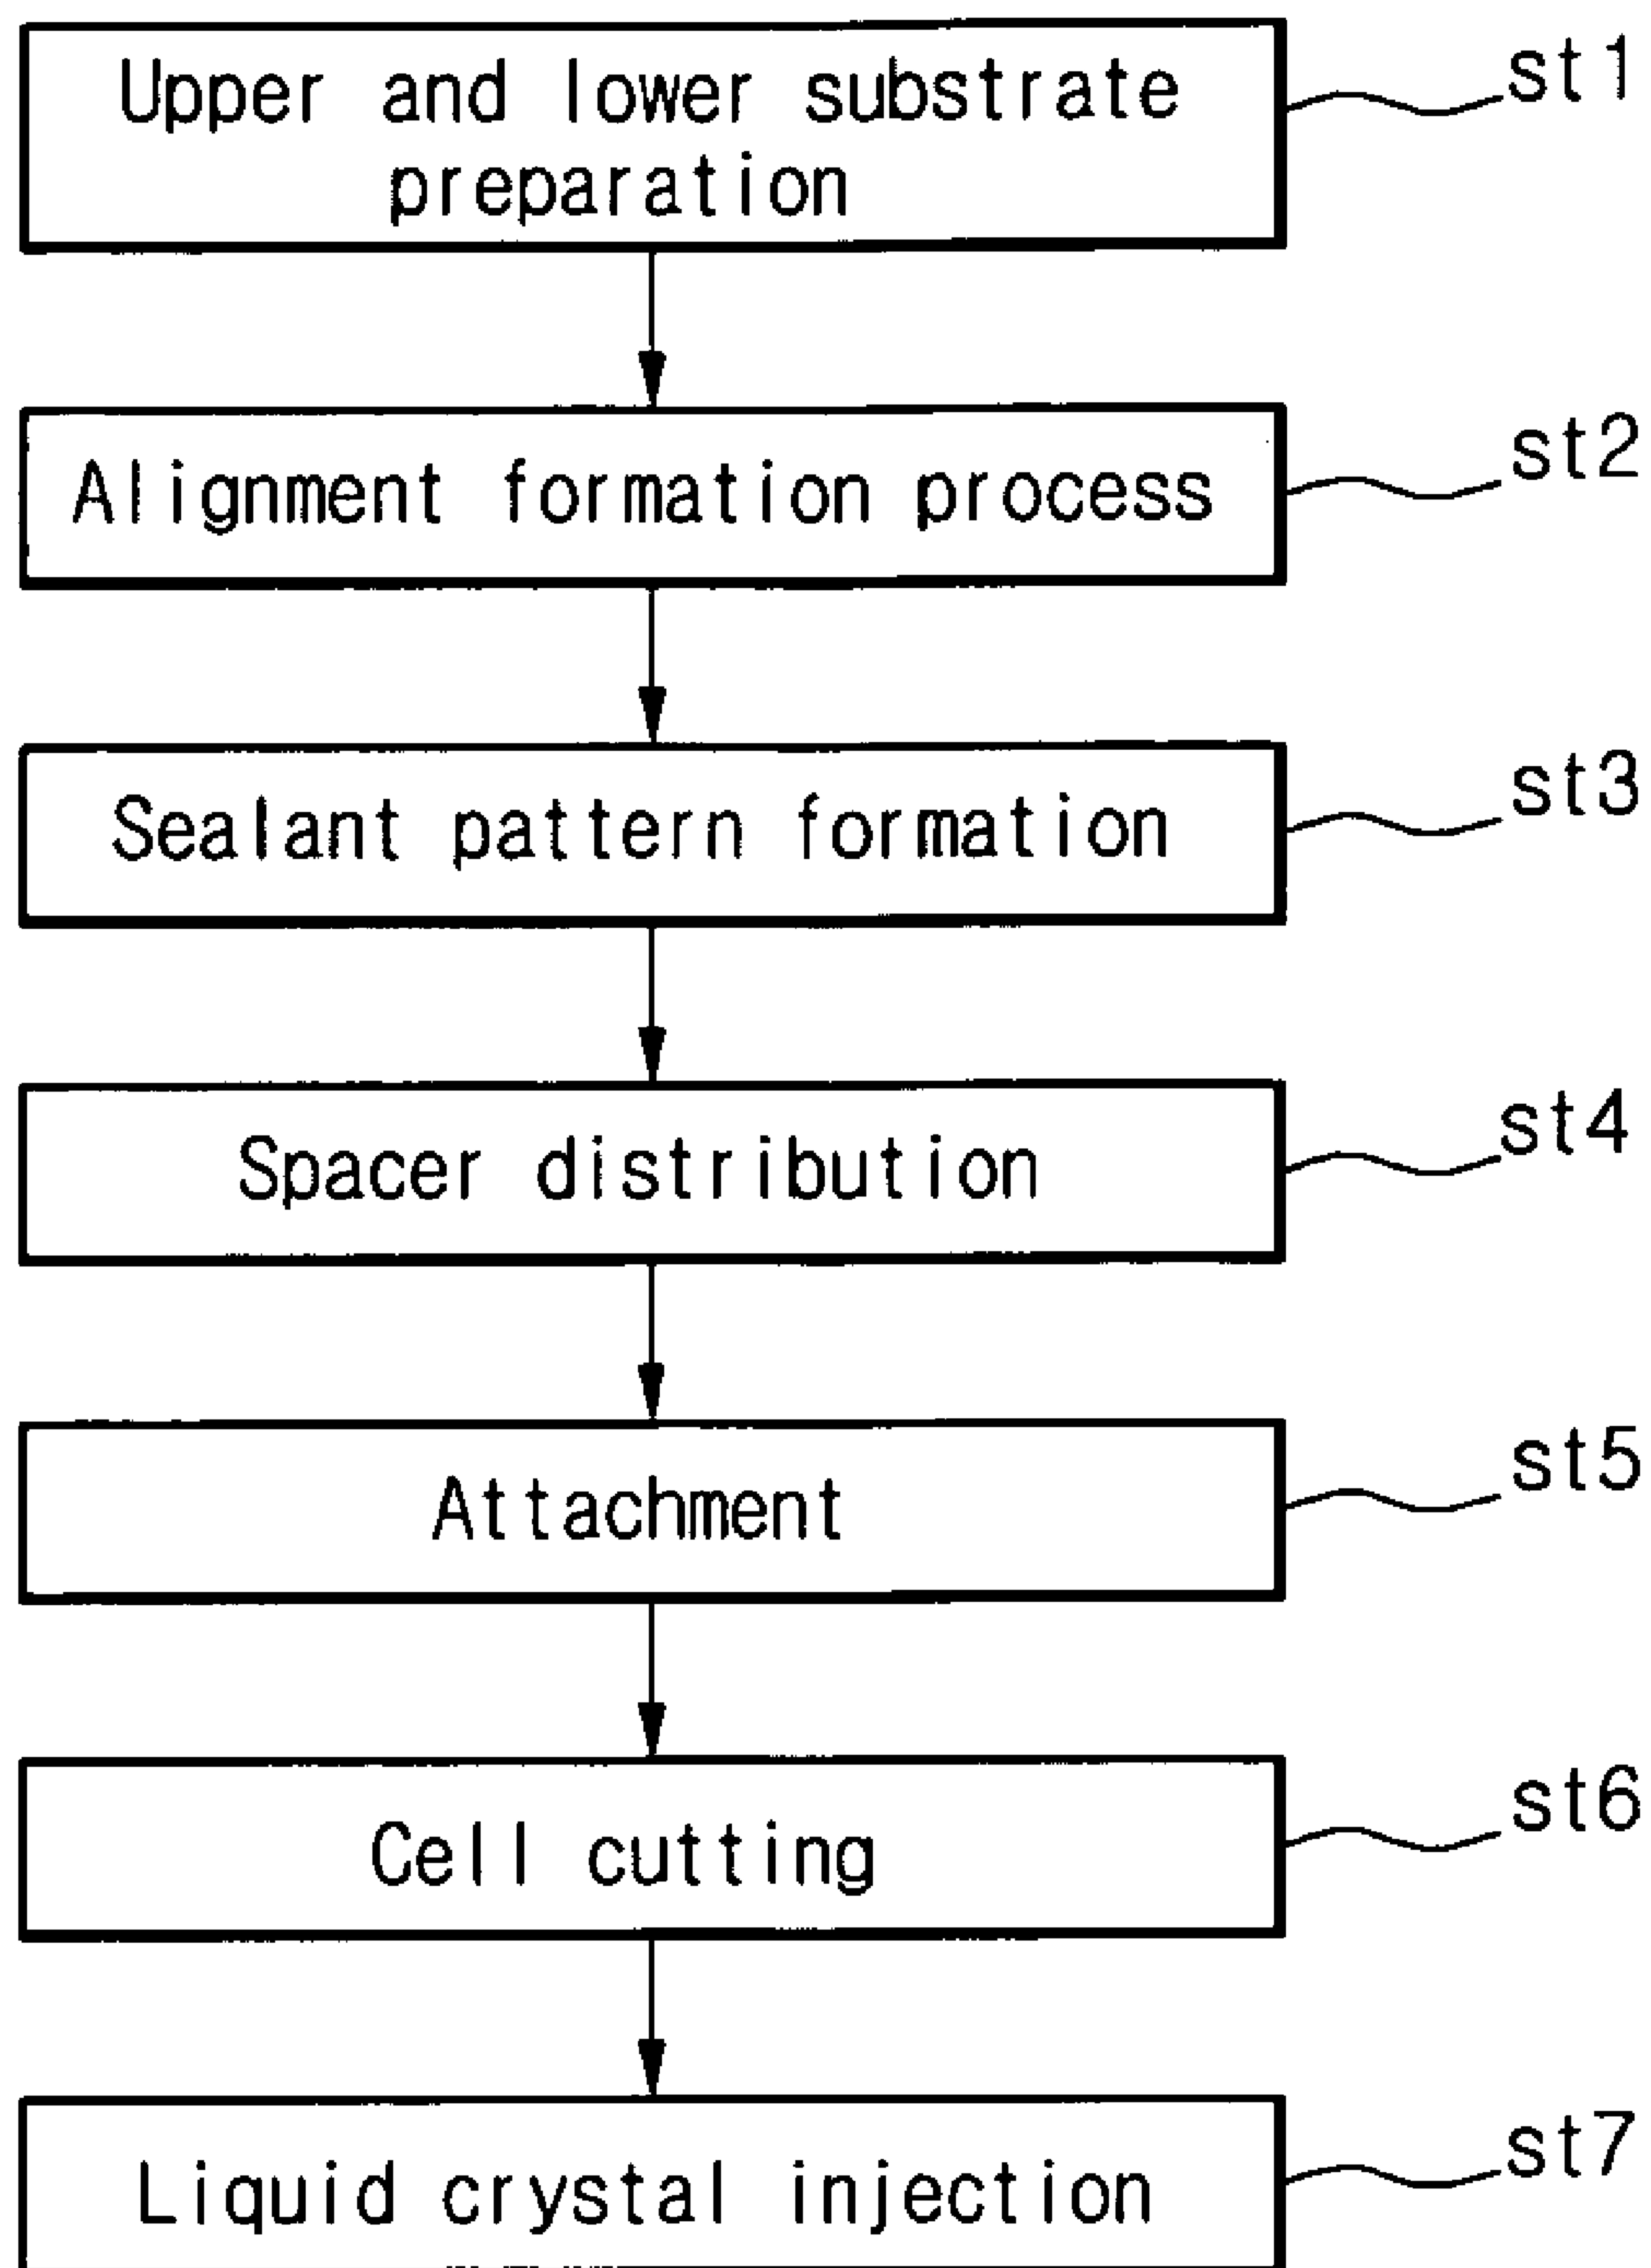 Upper and lower substrate
preparation
st1
Alignment formation process
st2
Sealant pattern formation
st3
Spacer distribution
st4
Attachment
st5
Cell cutting
st6
Liquid crystal injection
st7